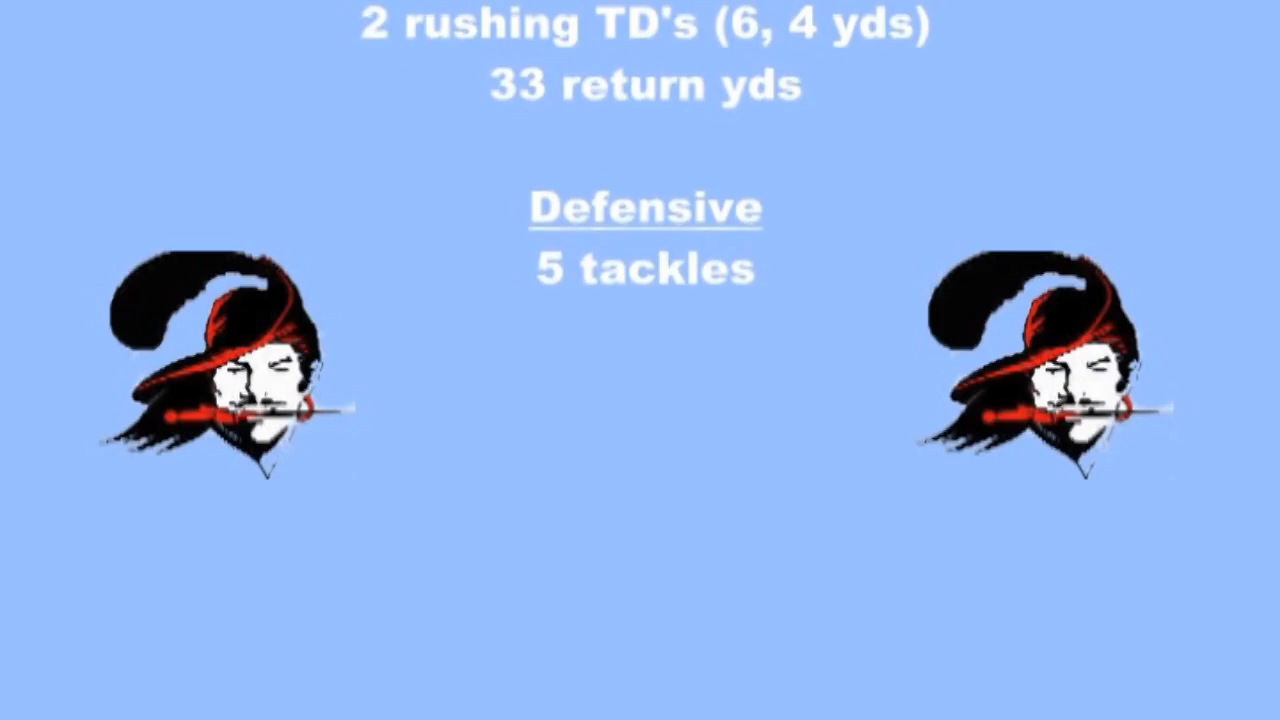 2 rushing TD's (6, 4 yds)
33 return yds
Defensive
5 tackles